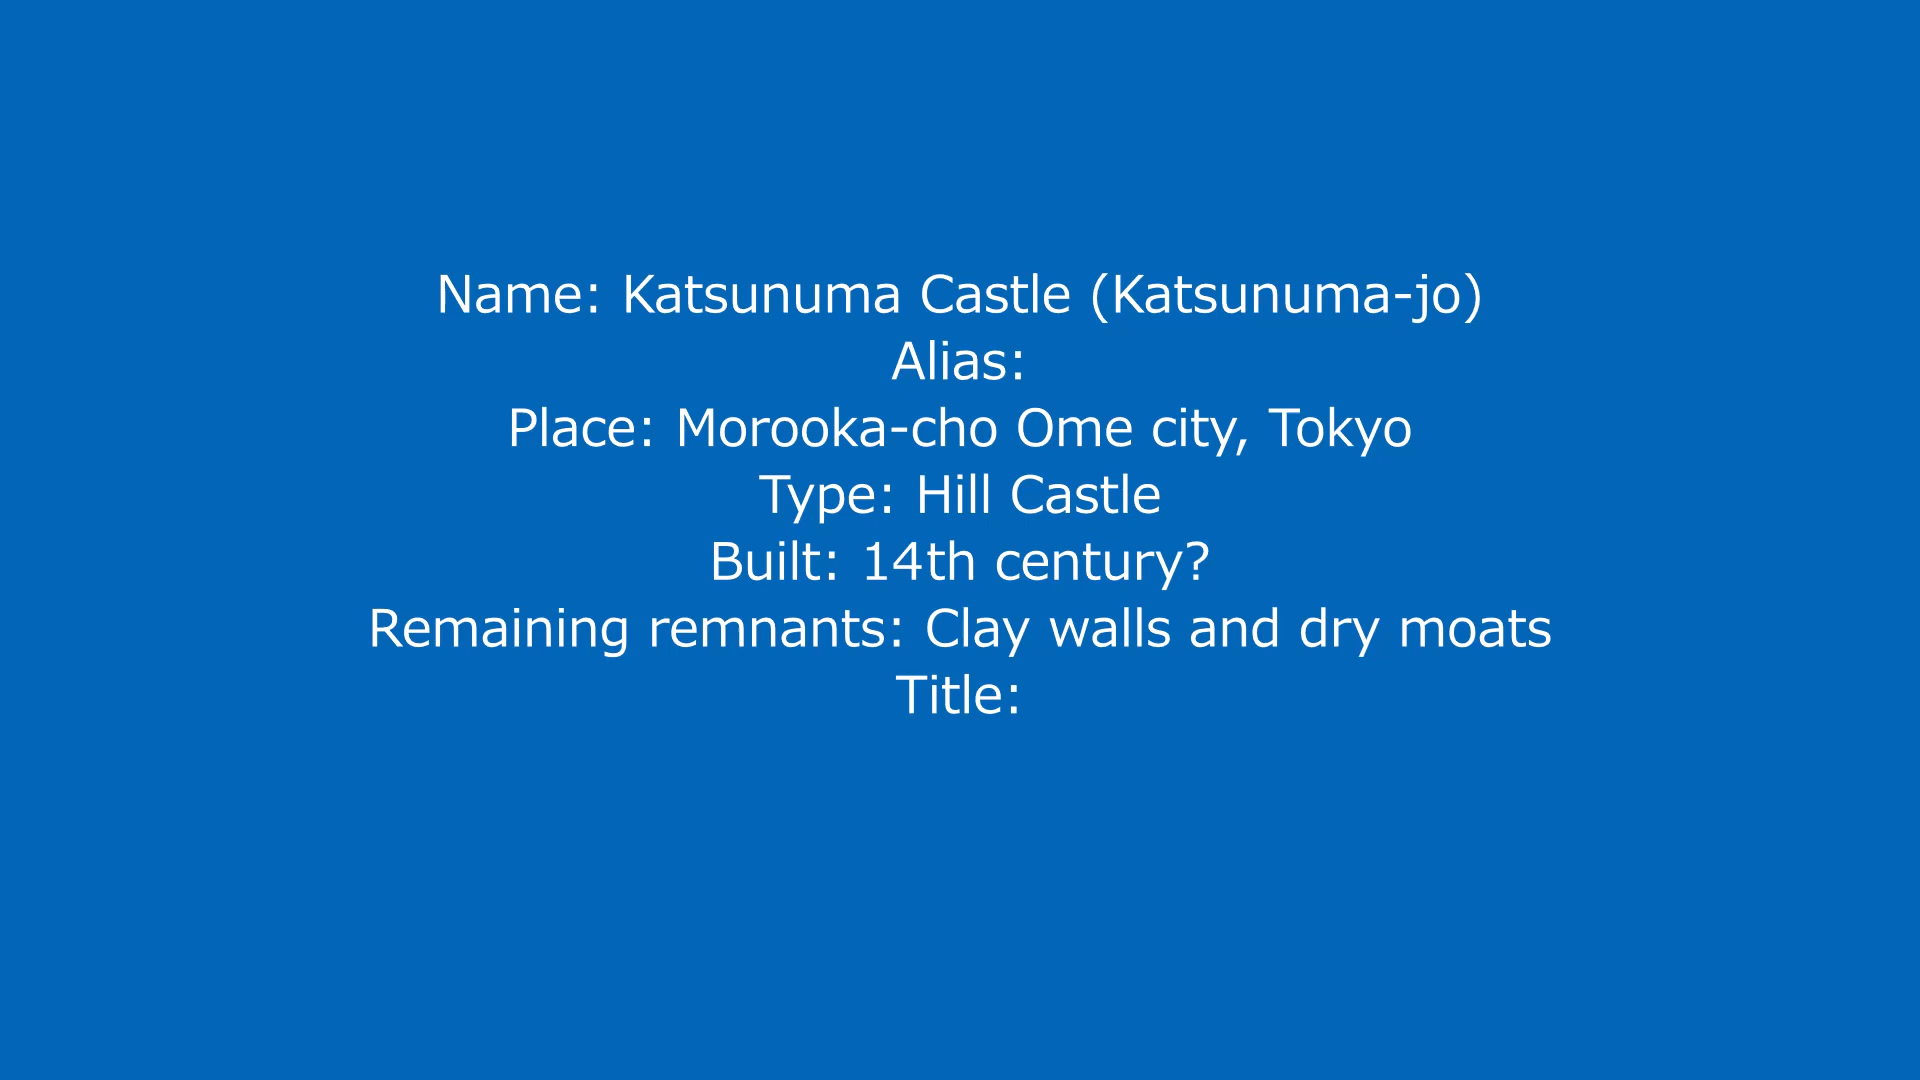 Name: Katsunuma Castle (Katsunuma-jo)
Alias:
Place: Morooka-cho Ome city, Tokyo
Type: Hill Castle
Built: 14th century?
Remaining remnants: Clay walls and dry moats
Title: